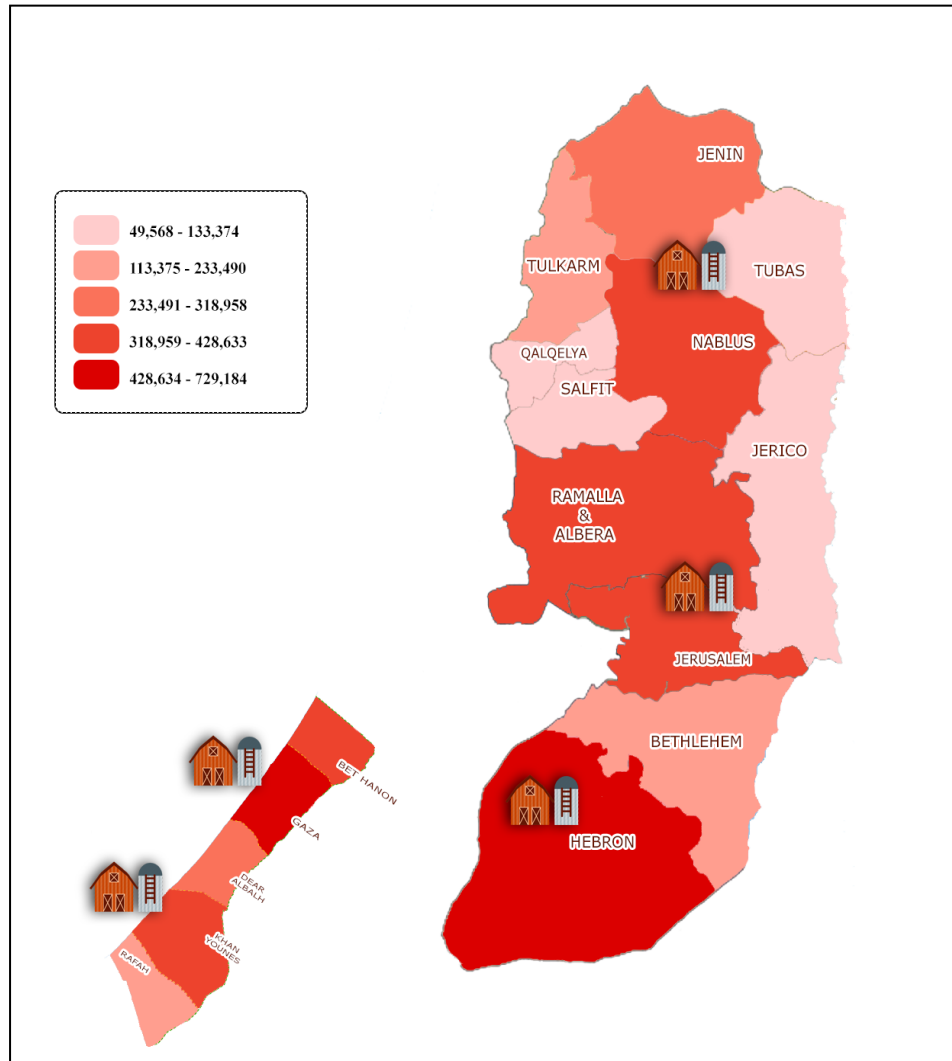 JENIN
49,568 - 133,374
113,375 - 233,490
233,491 - 318,958
318,959 - 428,633
428,634 - 729,184
TULKARM
TUBAS
NABLUS
QALQELYA
SALFIT
JERICO
RAMALLA
&
ALBERA
JERUSALEM
BETHLEHEM
HEBRON
BET HANON
GAZA
DEAR
ALBALH
KHAN
YOUNES
RAFAH